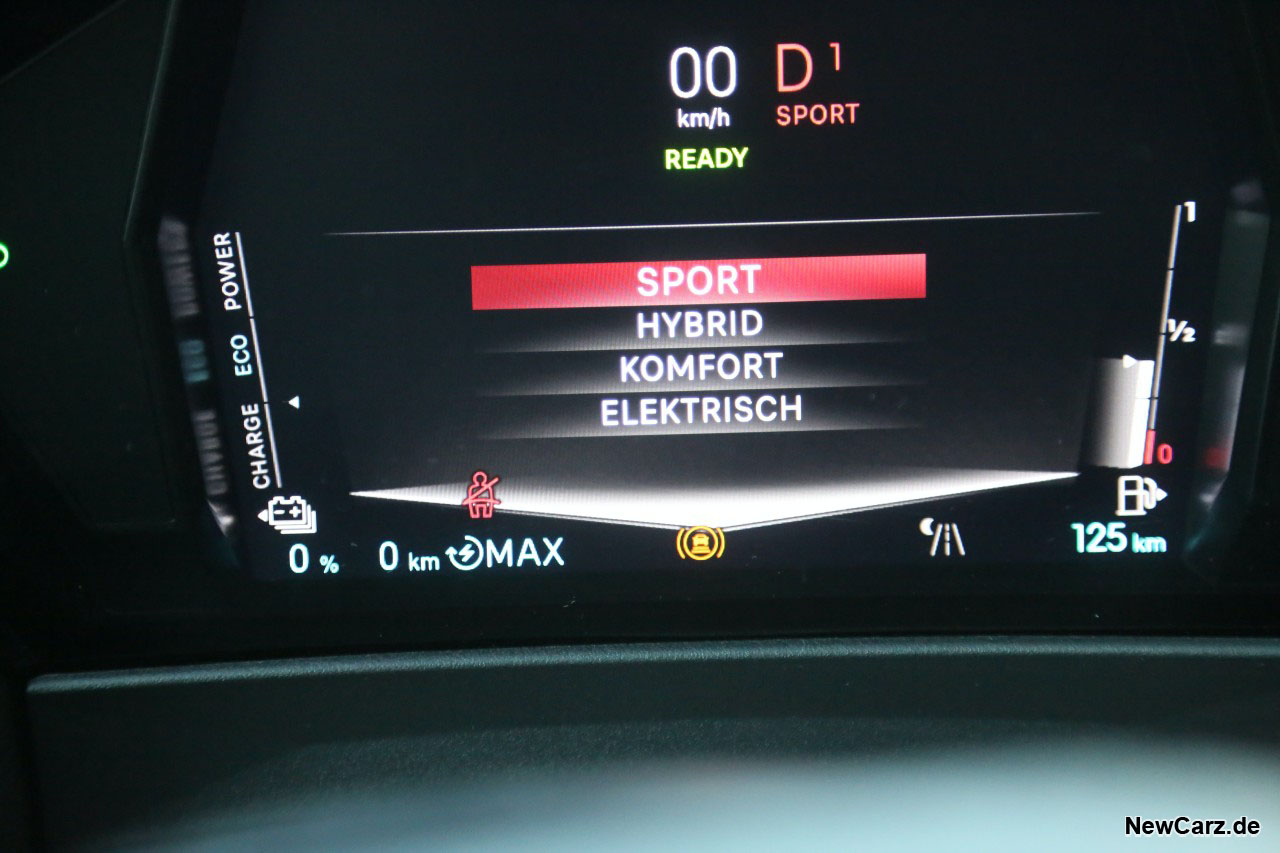 00 D 1
km/h SPORT
READY
POWER
ECO
CHARGE
SPORT
HYBRID
KOMFORT
ELEKTRISCH
1
1/2
0
0 % 0 km MAX
125 km
NewCarz.de